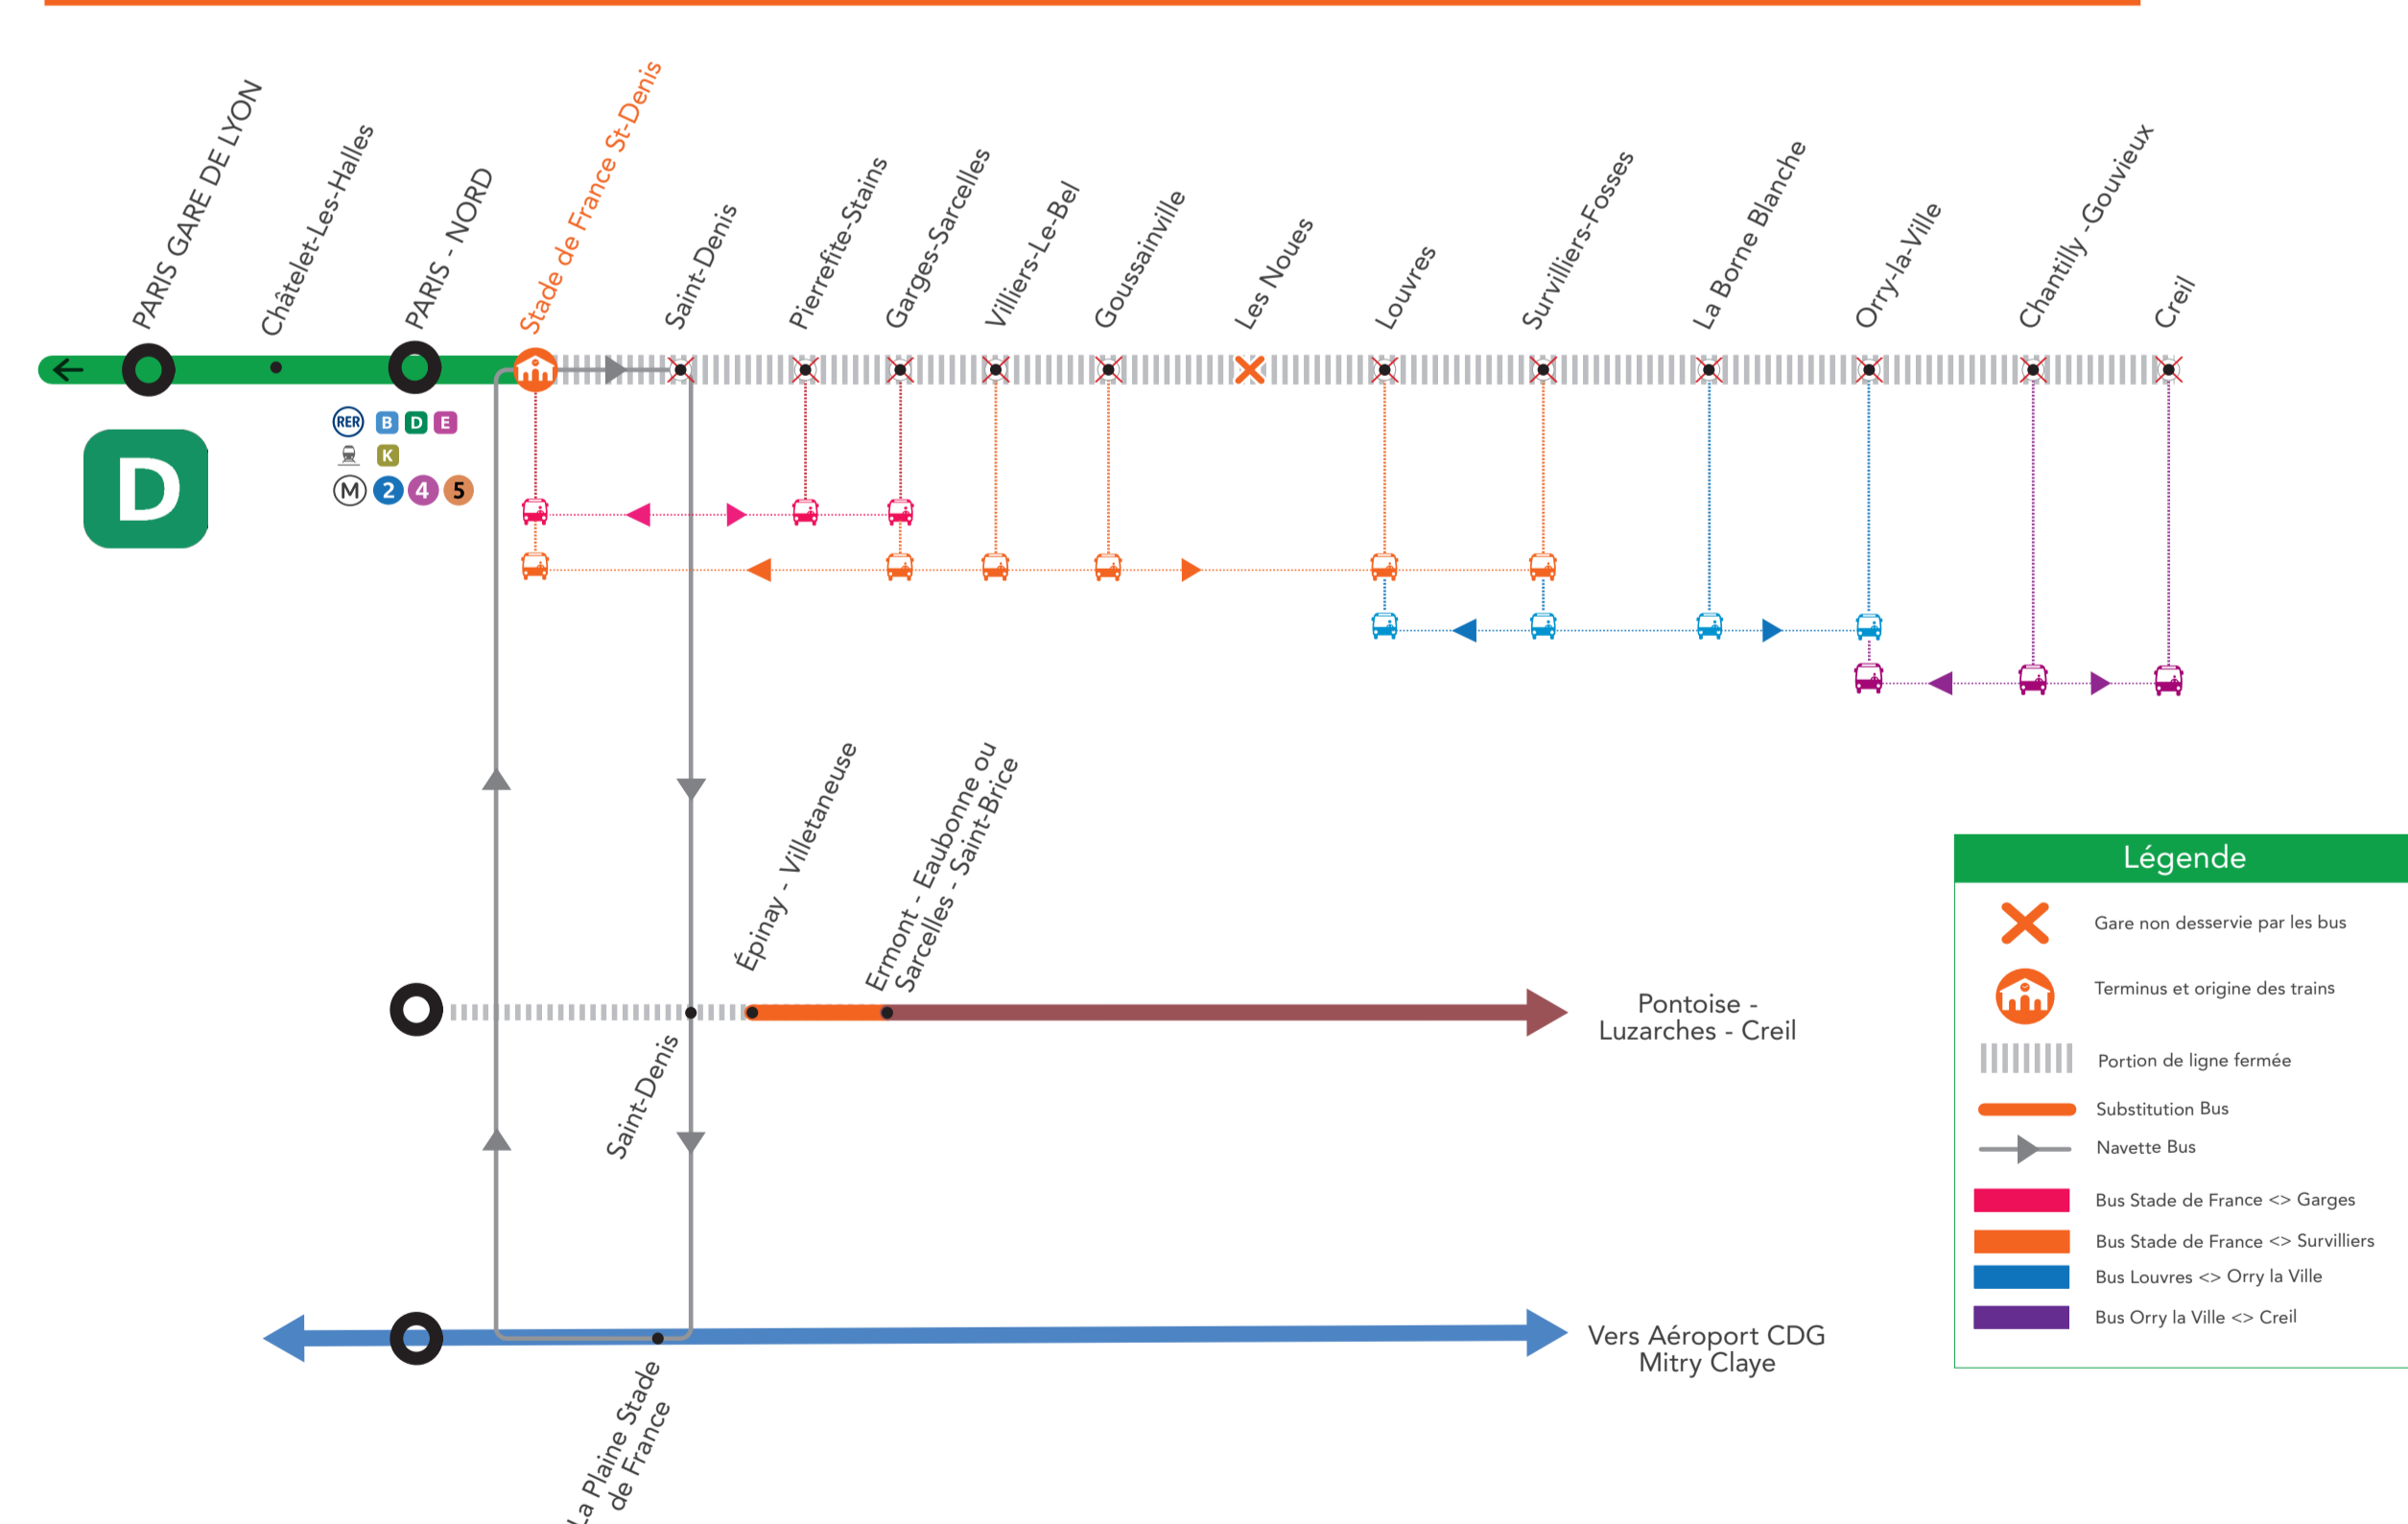 PARIS GARE DE LYON
Châtelet-Les-Halles
PARIS - NORD
Stade de France St-Denis
Saint-Denis
Pierrefite-Stains
Garges-Sarcelles
Villiers-Le-Bel
Goussainville
Les Noues
Louvres
Survilliers-Fosses
La Borne Blanche
Orry-la-Ville
Chantilly -Gouvieux
Creil
RER B D E
K
M 2 4 5
D
Épinay - Villetaneuse
Ermont - Eaubonne ou
Sarcelles - Saint-Brice
Saint-Denis
Pontoise -
Luzarches - Creil
La Plaine Stade
de France
Vers Aéroport CDG
Mitry Claye
Légende
Gare non desservie par les bus
Terminus et origine des trains
Portion de ligne fermée
Substitution Bus
Navette Bus
Bus Stade de France <> Garges
Bus Stade de France <> Survilliers
Bus Louvres <> Orry la Ville
Bus Orry la Ville <> Creil